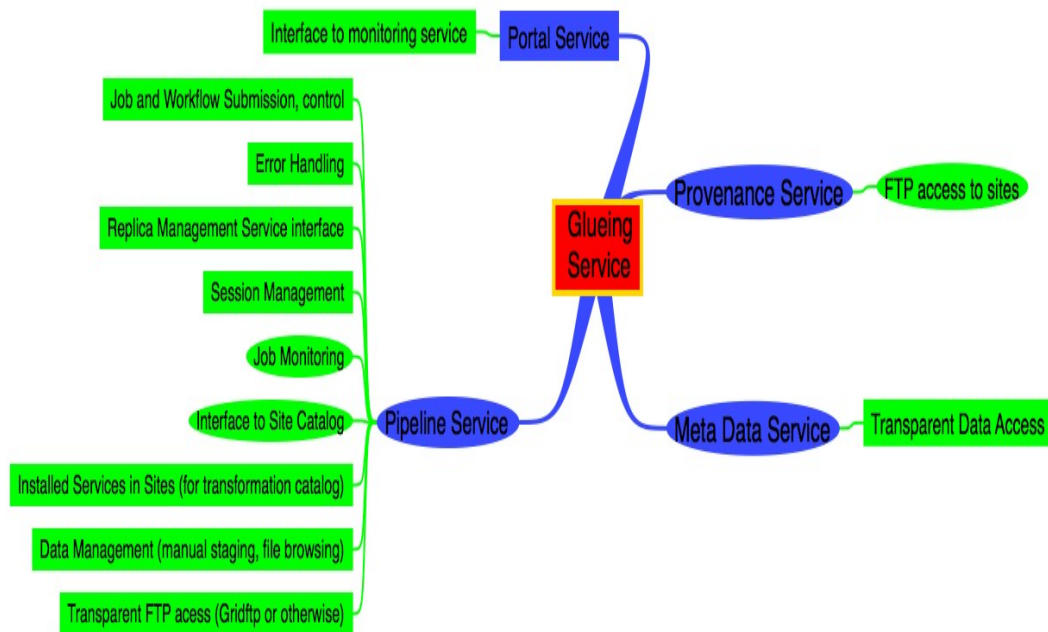 Interface to monitoring service
Portal Service
Job and Workflow Submission, control
Error Handling
Replica Management Service interface
Session Management
Job Monitoring
Interface to Site Catalog
Installed Services in Sites (for transformation catalog)
Data Management (manual staging, file browsing)
Transparent FTP acess (Gridftp or otherwise)
Pipeline Service
Glueing
Service
Provenance Service
FTP access to sites
Meta Data Service
Transparent Data Access